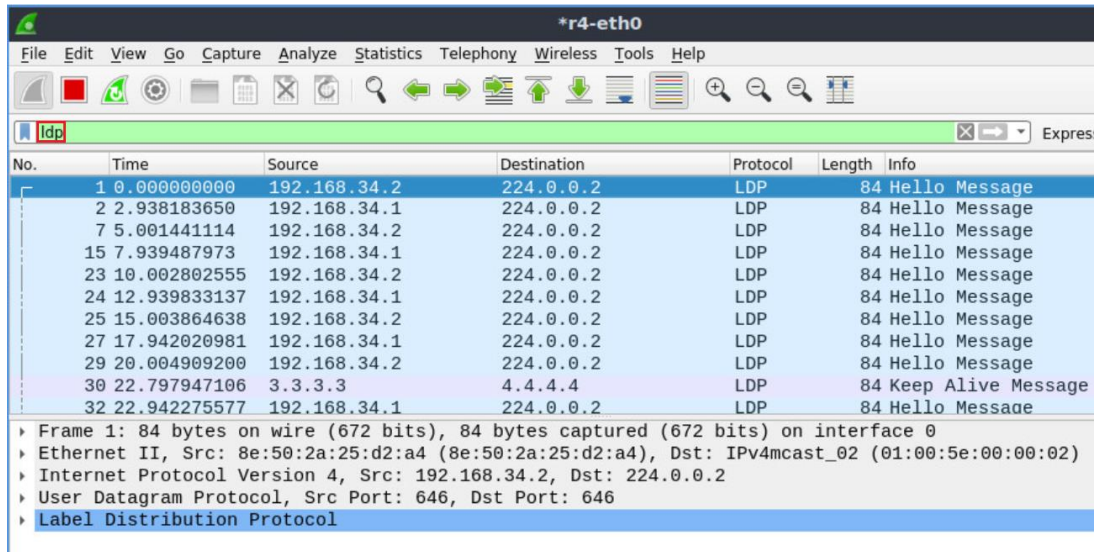 *r4-eth0
File Edit View Go Capture Analyze Statistics Telephony Wireless Tools Help
ldp Express
No. Time Source Destination Protocol Length Info
1 0.000000000 192.168.34.2 224.0.0.2 LDP 84 Hello Message
2 2.938183650 192.168.34.1 224.0.0.2 LDP 84 Hello Message
7 5.001441114 192.168.34.2 224.0.0.2 LDP 84 Hello Message
15 7.939487973 192.168.34.1 224.0.0.2 LDP 84 Hello Message
23 10.002802555 192.168.34.2 224.0.0.2 LDP 84 Hello Message
24 12.939833137 192.168.34.1 224.0.0.2 LDP 84 Hello Message
25 15.003864638 192.168.34.2 224.0.0.2 LDP 84 Hello Message
27 17.942020981 192.168.34.1 224.0.0.2 LDP 84 Hello Message
29 20.004909200 192.168.34.2 224.0.0.2 LDP 84 Hello Message
30 22.797947106 3.3.3.3 4.4.4.4 LDP 84 Keep Alive Message
32 22.942275577 192.168.34.1 224.0.0.2 LDP 84 Hello Message
Frame 1: 84 bytes on wire (672 bits), 84 bytes captured (672 bits) on interface 0
Ethernet II, Src: 8e:50:2a:25:d2:a4 (8e:50:2a:25:d2:a4), Dst: IPv4mcast_02 (01:00:5e:00:00:02)
Internet Protocol Version 4, Src: 192.168.34.2, Dst: 224.0.0.2
User Datagram Protocol, Src Port: 646, Dst Port: 646
Label Distribution Protocol